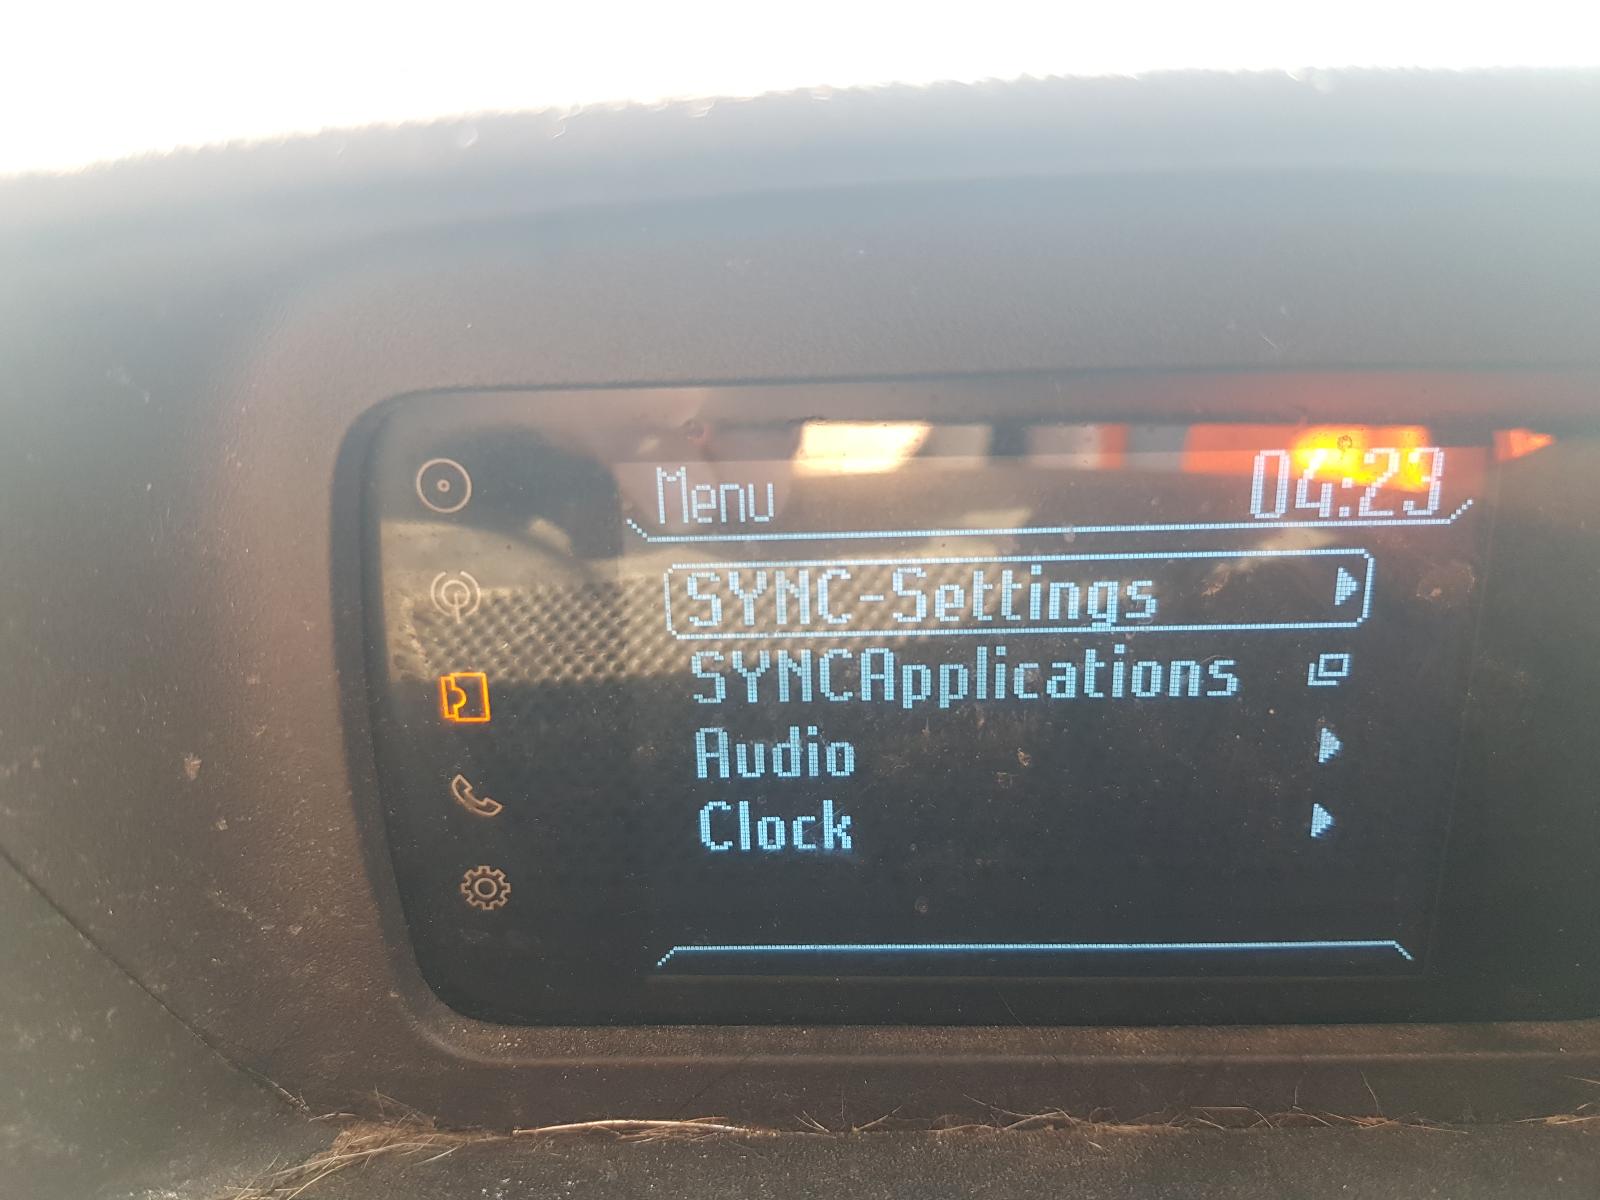 Menu 04:23
SYNC-Settings
SYNCApplications
Audio
Clock